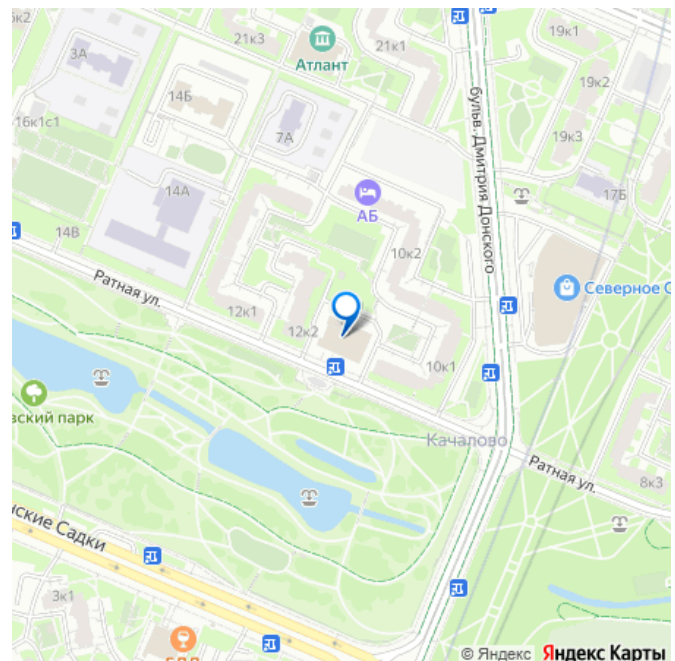 21к3
21к1
19к1
3А
Атлант
19к2
14Б
бульв. Дмитрия Донского
16к1с1
7А
19к3
14А
17Б
АБ
14В
10к2
Ратная ул.
Северное
12к1
12к2
10к1
вский парк
Качалово
Ратная ул.
8к3
нские Садки
3к1
© Яндекс Яндекс Карты